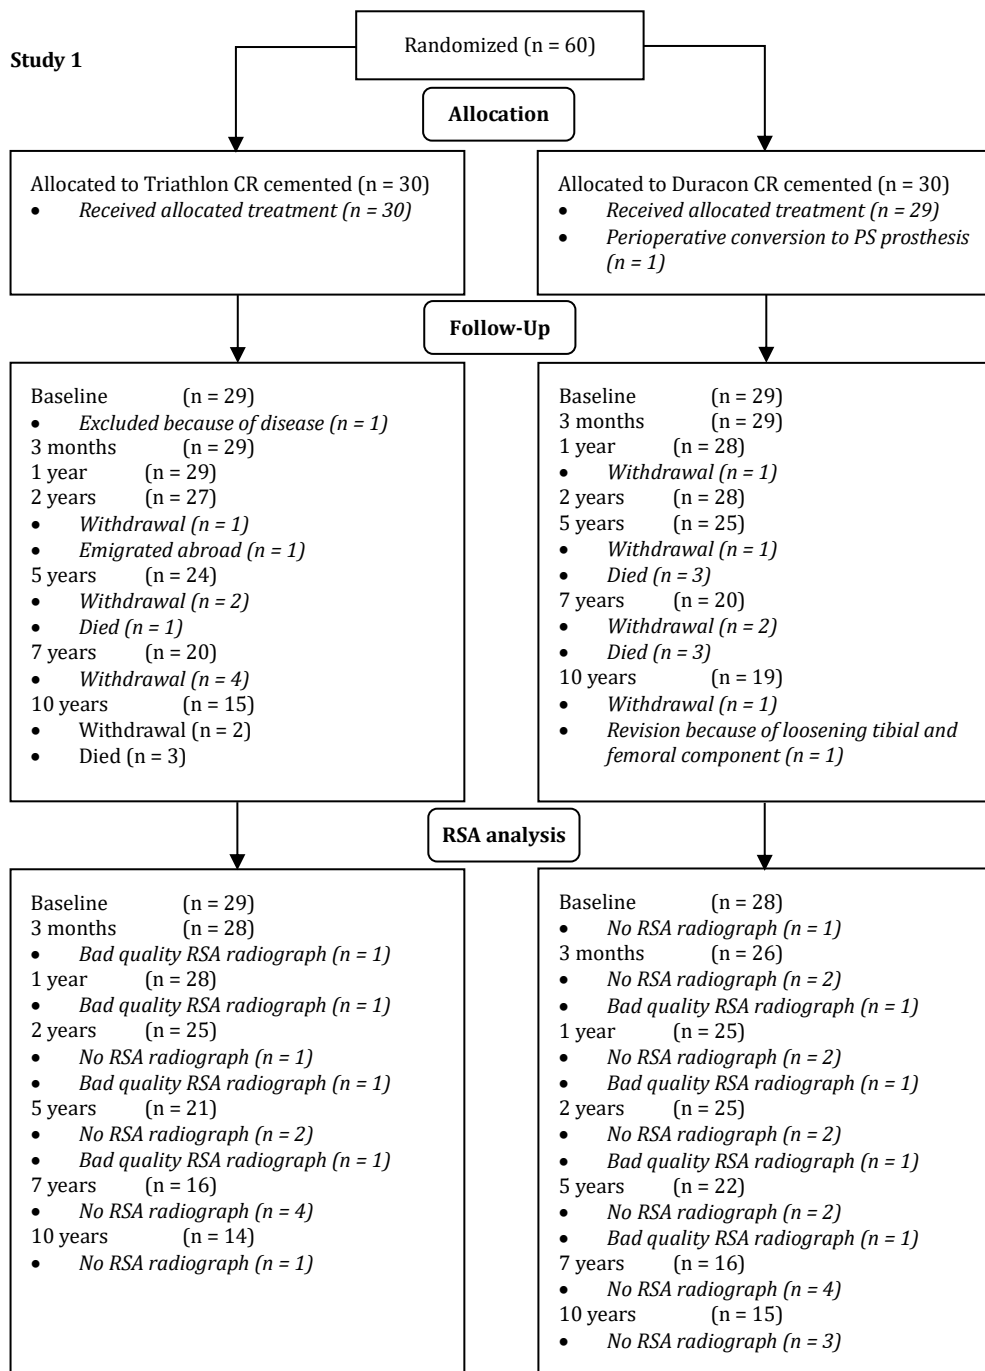 Study 1
Randomized (n = 60)
Allocation
Allocated to Triathlon CR cemented (n = 30)
• Received allocated treatment (n = 30)
Allocated to Duracon CR cemented (n = 30)
• Received allocated treatment (n = 29)
• Perioperative conversion to PS prosthesis
(n = 1)
Follow-Up
Baseline (n = 29)
• Excluded because of disease (n = 1)
3 months (n = 29)
1 year (n = 29)
2 years (n = 27)
• Withdrawal (n = 1)
• Emigrated abroad (n = 1)
5 years (n = 24)
• Withdrawal (n = 2)
• Died (n = 1)
7 years (n = 20)
• Withdrawal (n = 4)
10 years (n = 15)
• Withdrawal (n = 2)
• Died (n = 3)
Baseline (n = 29)
3 months (n = 29)
1 year (n = 28)
• Withdrawal (n = 1)
2 years (n = 28)
5 years (n = 25)
• Withdrawal (n = 1)
• Died (n = 3)
7 years (n = 20)
• Withdrawal (n = 2)
• Died (n = 3)
10 years (n = 19)
• Withdrawal (n = 1)
• Revision because of loosening tibial and
femoral component (n = 1)
RSA analysis
Baseline (n = 29)
3 months (n = 28)
• Bad quality RSA radiograph (n = 1)
1 year (n = 28)
• Bad quality RSA radiograph (n = 1)
2 years (n = 25)
• No RSA radiograph (n = 1)
• Bad quality RSA radiograph (n = 1)
5 years (n = 21)
• No RSA radiograph (n = 2)
• Bad quality RSA radiograph (n = 1)
7 years (n = 16)
• No RSA radiograph (n = 4)
10 years (n = 14)
• No RSA radiograph (n = 1)
Baseline (n = 28)
• No RSA radiograph (n = 1)
3 months (n = 26)
• No RSA radiograph (n = 2)
• Bad quality RSA radiograph (n = 1)
1 year (n = 25)
• No RSA radiograph (n = 2)
• Bad quality RSA radiograph (n = 1)
2 years (n = 25)
• No RSA radiograph (n = 2)
• Bad quality RSA radiograph (n = 1)
5 years (n = 22)
• No RSA radiograph (n = 2)
• Bad quality RSA radiograph (n = 1)
7 years (n = 16)
• No RSA radiograph (n = 4)
10 years (n = 15)
• No RSA radiograph (n = 3)